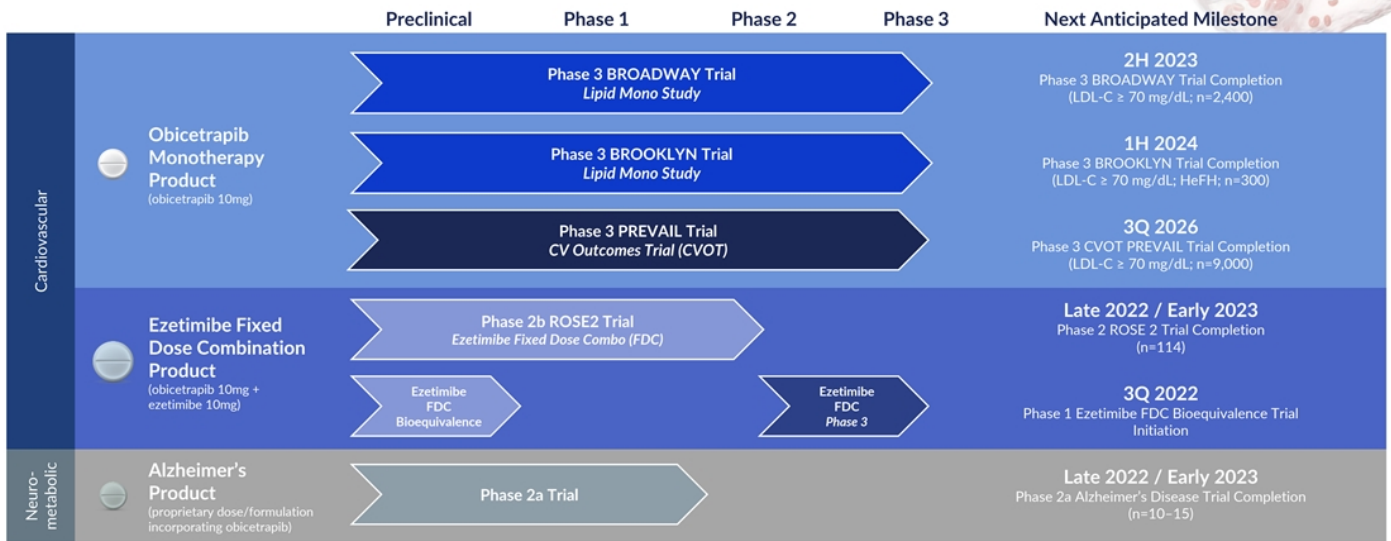 Preclinical Phase 1 Phase 2 Phase 3 Next Anticipated Milestone
Cardiovascular
Obicetrapib
Monotherapy
Product
(obicetrapib 10mg)
Phase 3 BROADWAY Trial
Lipid Mono Study
2H 2023
Phase 3 BROADWAY Trial Completion
(LDL-C ≥ 70 mg/dL; n=2,400)
Phase 3 BROOKLYN Trial
Lipid Mono Study
1H 2024
Phase 3 BROOKLYN Trial Completion
(LDL-C ≥ 70 mg/dL; HeFH; n=300)
Phase 3 PREVAIL Trial
CV Outcomes Trial (CVOT)
3Q 2026
Phase 3 CVOT PREVAIL Trial Completion
(LDL-C ≥ 70 mg/dL; n=9,000)
Ezetimibe Fixed
Dose Combination
Product
(obicetrapib 10mg +
ezetimibe 10mg)
Phase 2b ROSE2 Trial
Ezetimibe Fixed Dose Combo (FDC)
Late 2022 / Early 2023
Phase 2 ROSE 2 Trial Completion
(n=114)
Ezetimibe
FDC
Bioequivalence
Ezetimibe
FDC
Phase 3
3Q 2022
Phase 1 Ezetimibe FDC Bioequivalence Trial
Initiation
Neuro-
metabolic
Alzheimer's
Product
(proprietary dose/formulation
incorporating obicetrapib)
Phase 2a Trial
Late 2022 / Early 2023
Phase 2a Alzheimer's Disease Trial Completion
(n=10–15)